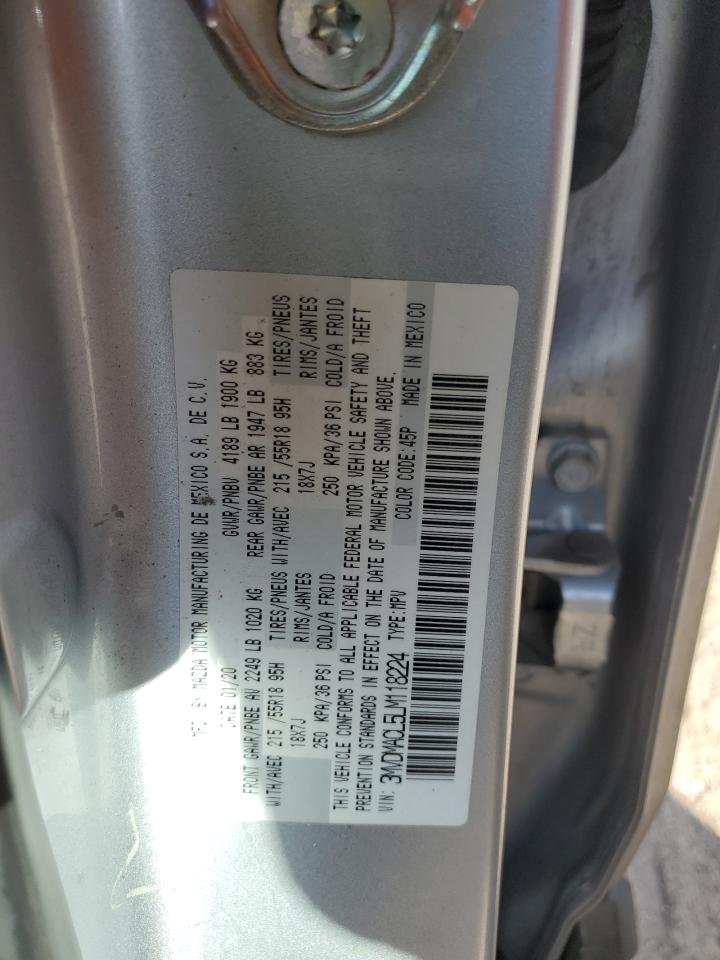 MFD BY MAZDA MOTOR MANUFACTURING DE MEXICO S.A. DE C.V.
DATE 01/20 GVWR/PNBV 4189 LB 1900 KG
FRONT GAWR/PNBE AV 2249 LB 1020 KG REAR GAWR/PNBE AR 1947 LB 883 KG
WITH/AVEC 215 /55R18 95H TIRES/PNEUS WITH/AVEC 215 /55R18 95H TIRES/PNEUS
18X7J RIMS/JANTES 18X7J RIMS/JANTES
250 KPA/36 PSI COLD/A FROID 250 KPA/36 PSI COLD/A FROID
THIS VEHICLE CONFORMS TO ALL APPLICABLE FEDERAL MOTOR VEHICLE SAFETY AND THEFT
PREVENTION STANDARDS IN EFFECT ON THE DATE OF MANUFACTURE SHOWN ABOVE.
VIN: 3MVDMACL5LM118224 TYPE:MPV COLOR CODE:45P MADE IN MEXICO